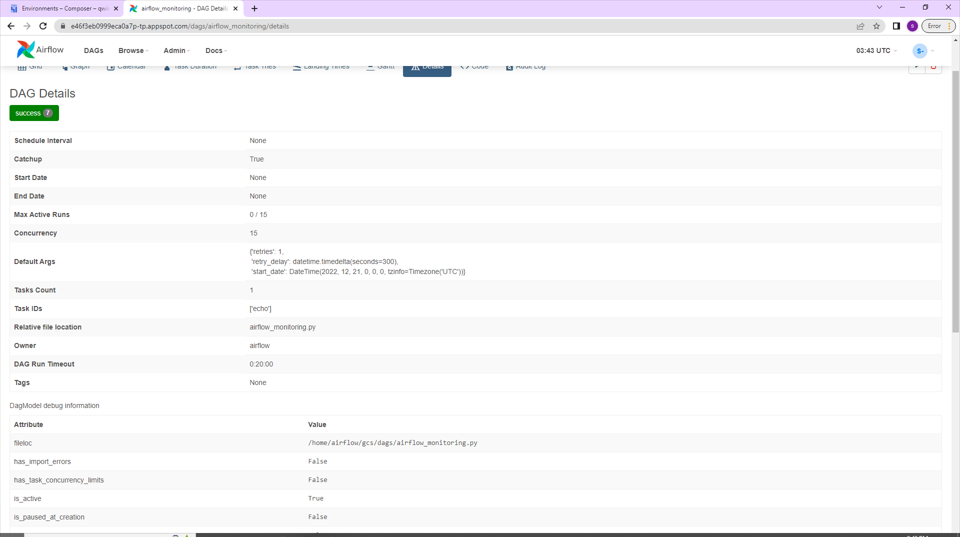 Environments – Composer – qwik
airflow_monitoring - DAG Details
e46f3eb0999eca0a7p-tp.appspot.com/dags/airflow_monitoring/details
Error
Airflow DAGs Browse Admin Docs 03:43 UTC S-
Grid Graph Calendar Task Duration Task Tries Landing Times Gantt Details Code Audit Log
DAG Details
success 7
Schedule Interval None
Catchup True
Start Date None
End Date None
Max Active Runs 0 / 15
Concurrency 15
Default Args {'retries': 1,
'retry_delay': datetime.timedelta(seconds=300),
'start_date': DateTime(2022, 12, 21, 0, 0, 0, tzinfo=Timezone('UTC'))}
Tasks Count 1
Task IDs ['echo']
Relative file location airflow_monitoring.py
Owner airflow
DAG Run Timeout 0:20:00
Tags None
DagModel debug information
Attribute Value
fileloc /home/airflow/gcs/dags/airflow_monitoring.py
has_import_errors False
has_task_concurrency_limits False
is_active True
is_paused_at_creation False